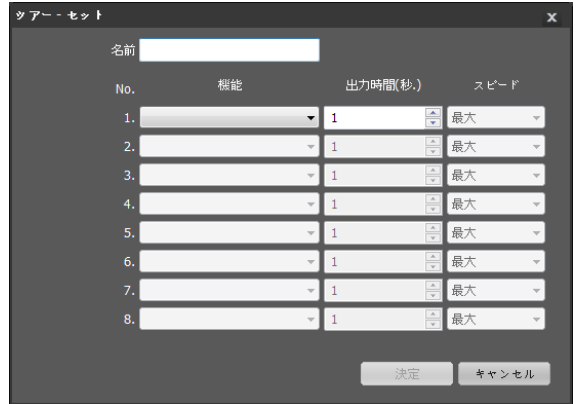 ツアー - セット x
名前
No. 機能 出力時間(秒.) スピード
1. 1 最大
2. 1 最大
3. 1 最大
4. 1 最大
5. 1 最大
6. 1 最大
7. 1 最大
8. 1 最大
決定 キャンセル